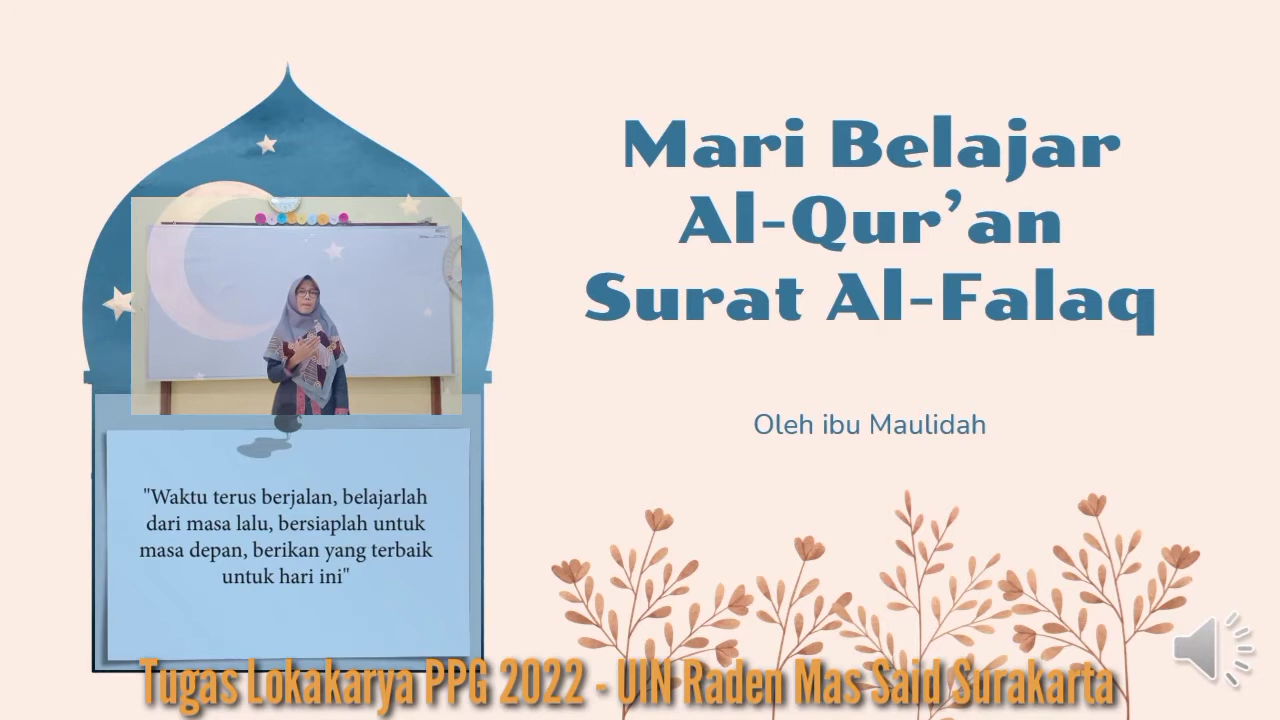 Mari Belajar
Al-Qur’an
Surat Al-Falaq
Oleh ibu Maulidah
"Waktu terus berjalan, belajarlah
dari masa lalu, bersiaplah untuk
masa depan, berikan yang terbaik
untuk hari ini"
Tugas Lokakarya PPG 2022 - UIN Raden Mas Said Surakarta